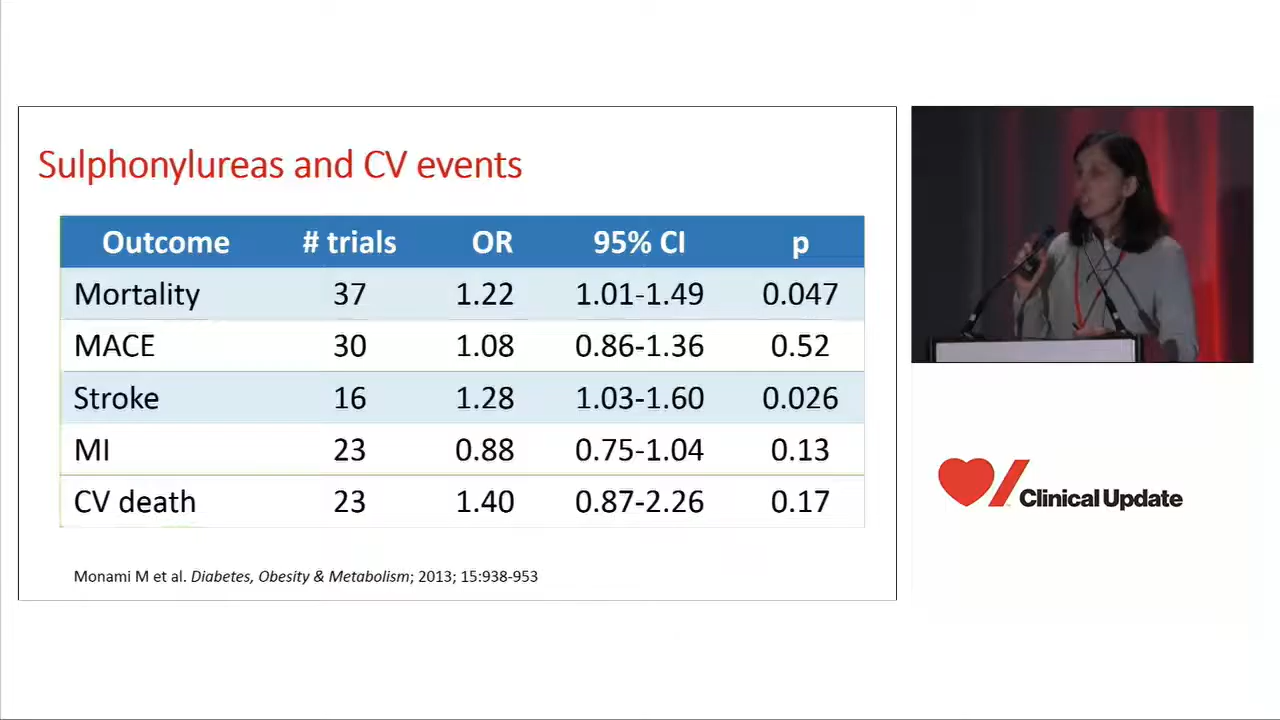 Sulphonylureas and CV events
Outcome # trials OR 95% CI p
Mortality 37 1.22 1.01-1.49 0.047
MACE 30 1.08 0.86-1.36 0.52
Stroke 16 1.28 1.03-1.60 0.026
MI 23 0.88 0.75-1.04 0.13
CV death 23 1.40 0.87-2.26 0.17
Monami M et al. Diabetes, Obesity & Metabolism; 2013; 15:938-953
Clinical Update